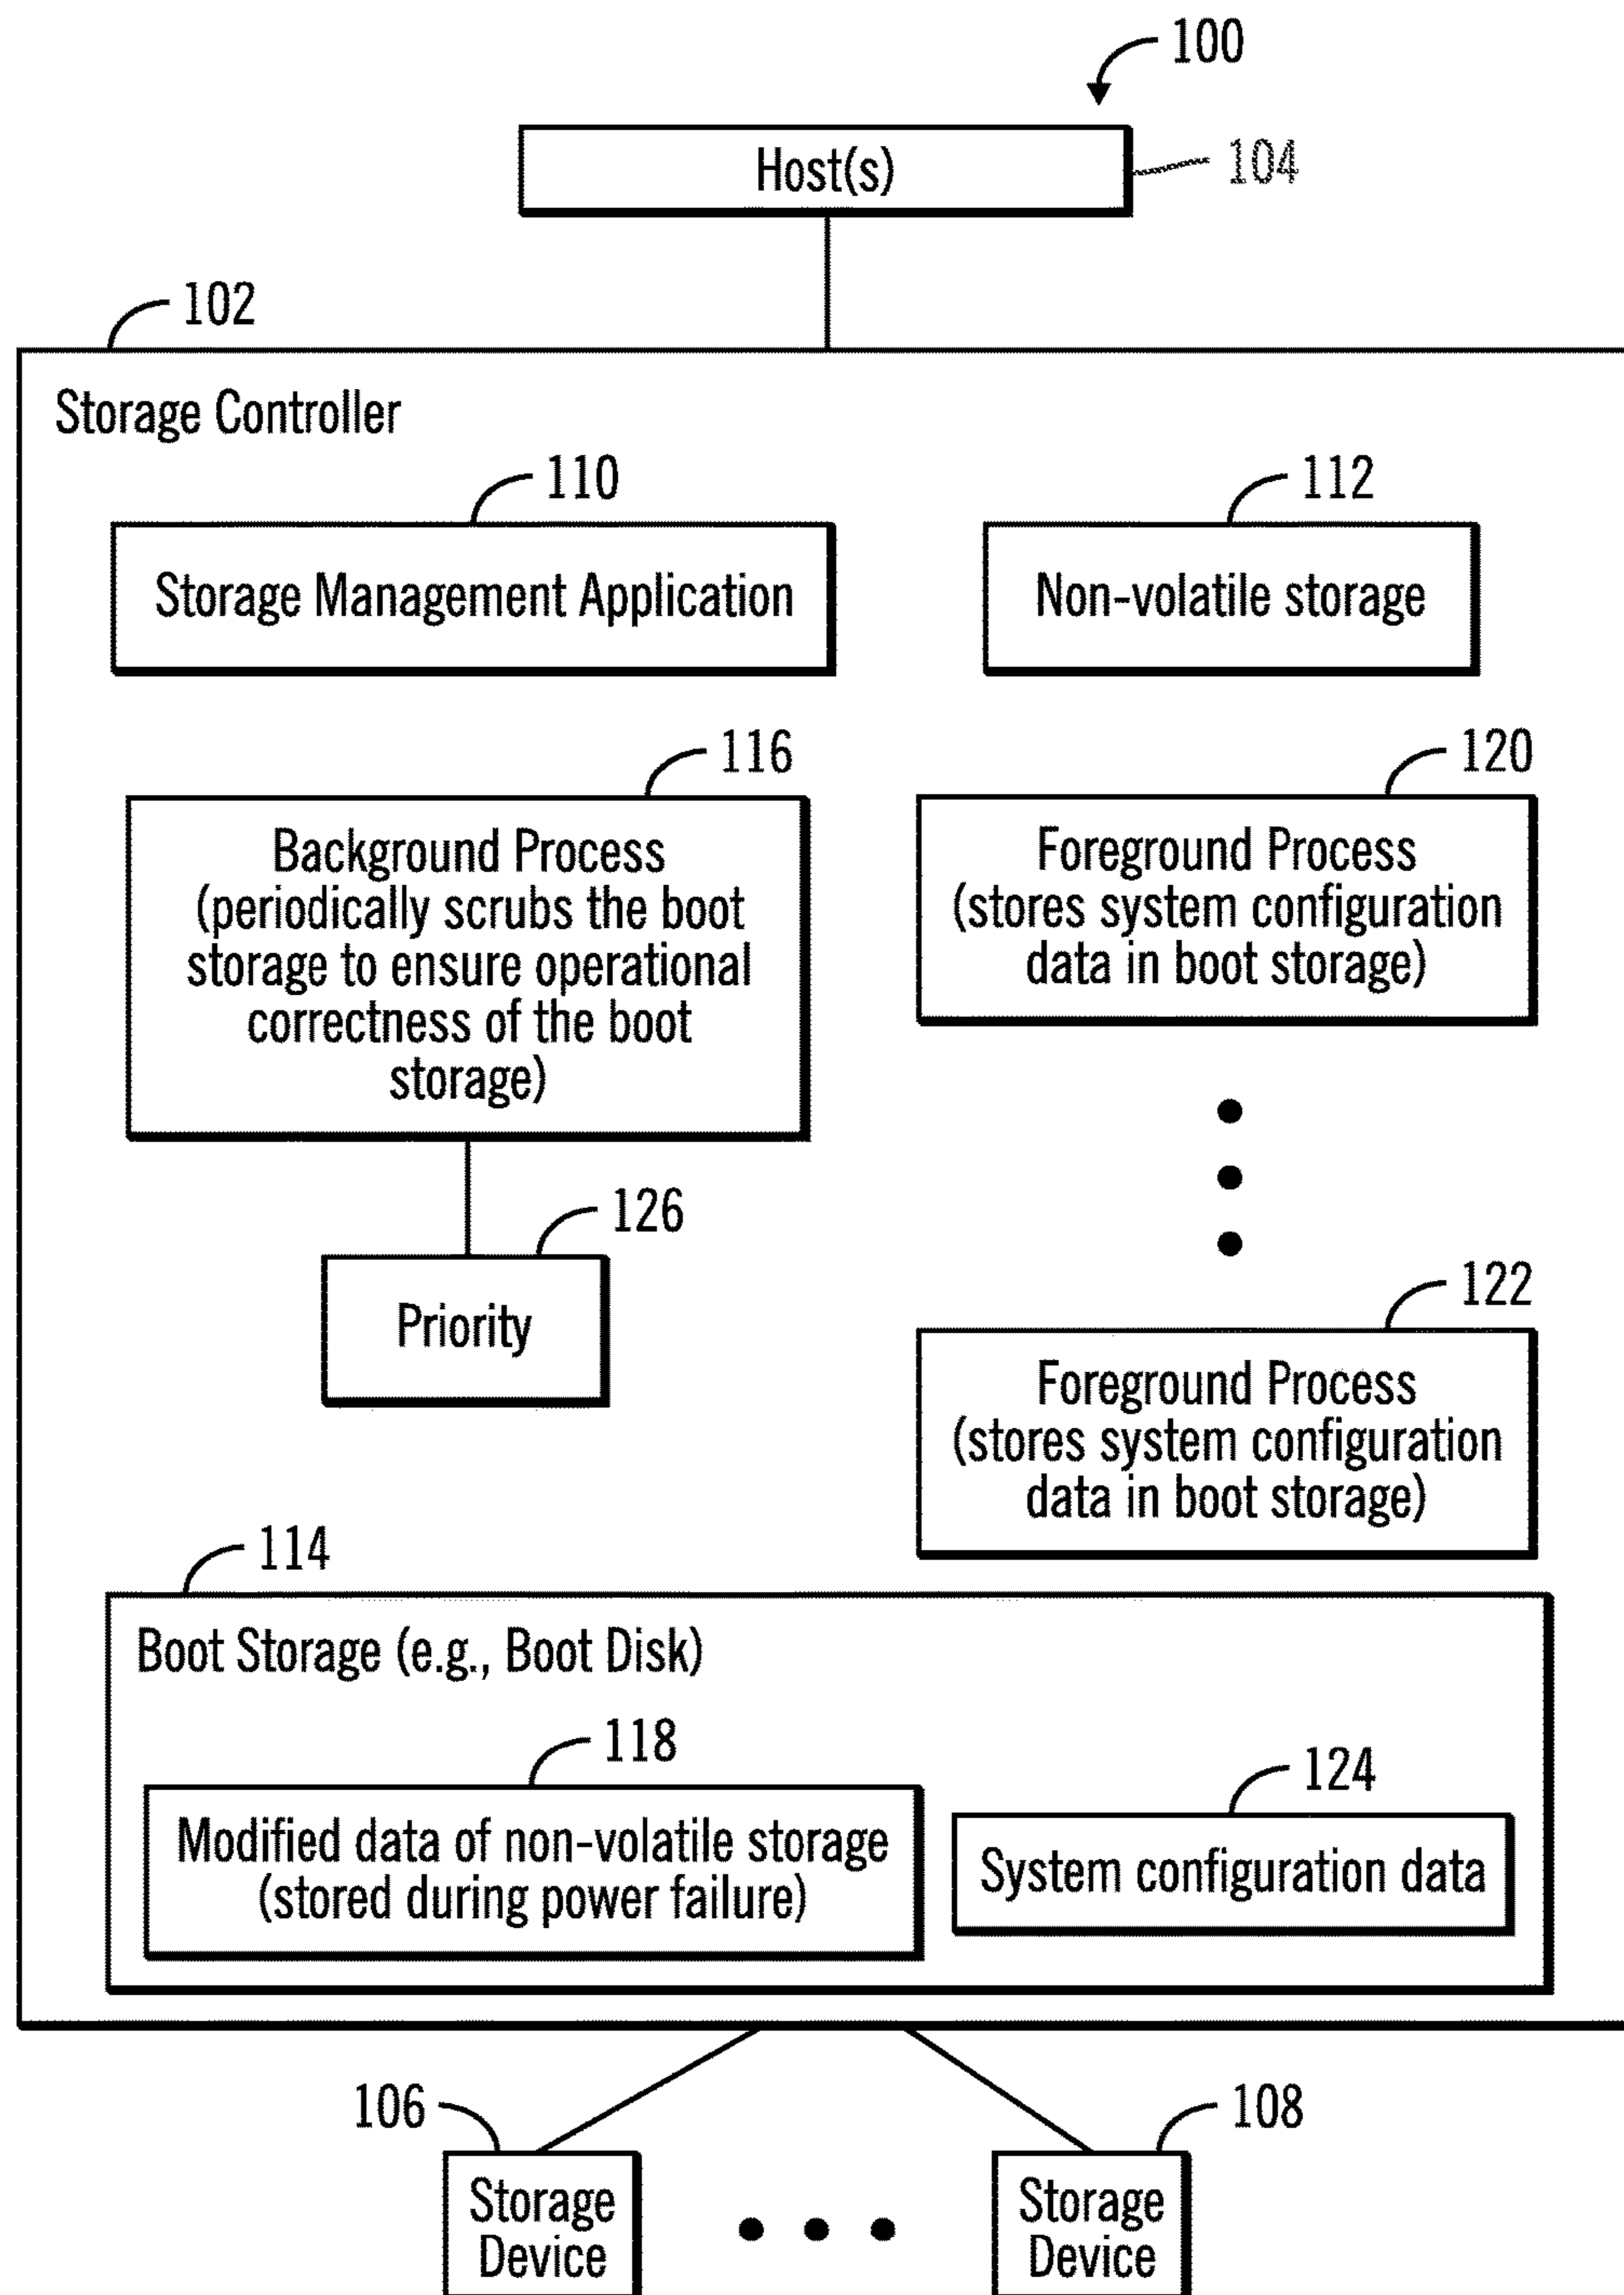 100
Host(s)
104
102
Storage Controller
110
112
Storage Management Application
Non-volatile storage
116
120
Background Process
(periodically scrubs the boot
storage to ensure operational
correctness of the boot
storage)
Foreground Process
(stores system configuration
data in boot storage)
126
Priority
122
Foreground Process
(stores system configuration
data in boot storage)
114
Boot Storage (e.g., Boot Disk)
118
124
Modified data of non-volatile storage
(stored during power failure)
System configuration data
106
108
Storage
Device
Storage
Device